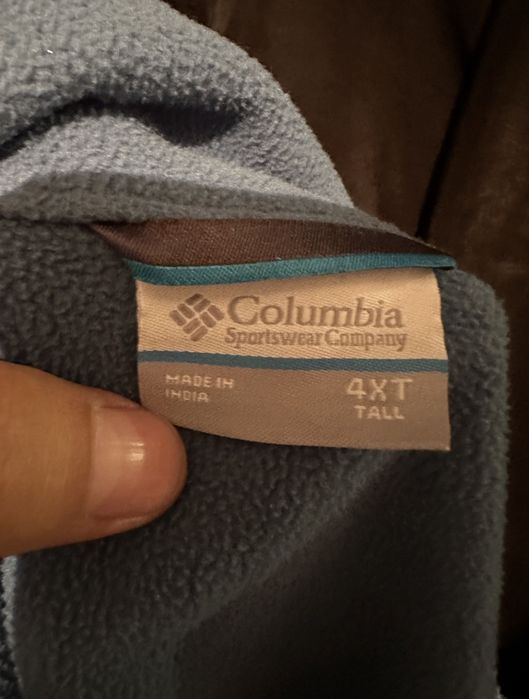 Columbia
Sportswear Company
MADE IN
INDIA
4XT
TALL